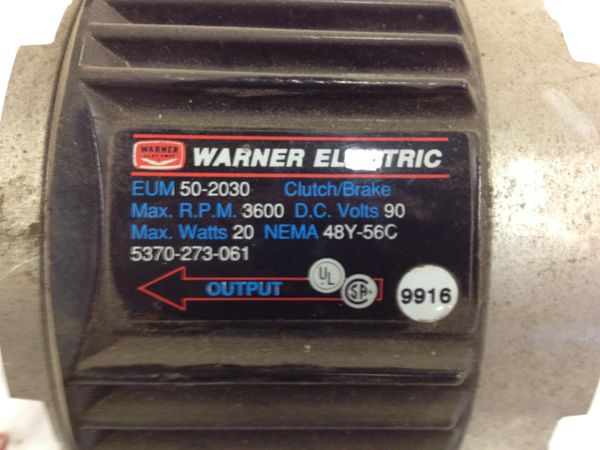 WARNER
WARNER ELECTRIC
EUM 50-2030 Clutch/Brake
Max. R.P.M. 3600 D.C. Volts 90
Max. Watts 20 NEMA 48Y-56C
5370-273-061
OUTPUT
UL
SA
9916